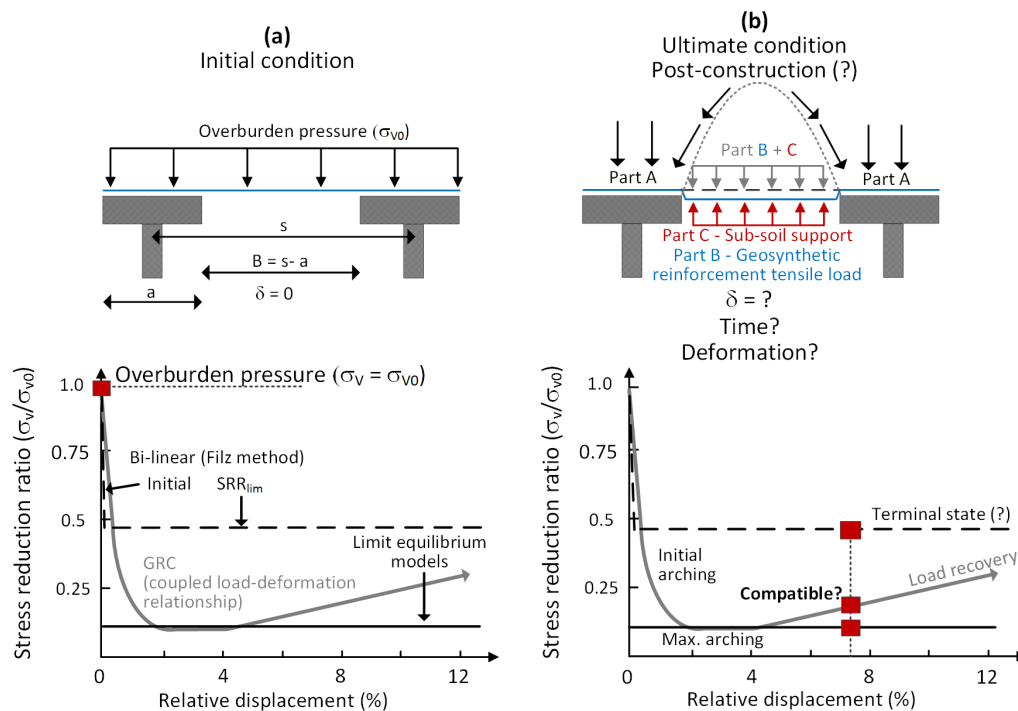 (a)
Initial condition
Overburden pressure (σV0)
s
B = s- a
a
δ = 0
(b)
Ultimate condition
Post-construction (?)
Part B + C
Part A
Part A
Part C - Sub-soil support
Part B - Geosynthetic
reinforcement tensile load
δ = ?
Time?
Deformation?
Stress reduction ratio (σv/σv0)
1.0
0.75
0.5
0.25
Overburden pressure (σV = σV0)
Bi-linear (Filz method)
Initial
SRRlim
Limit equilibrium
models
GRC
(coupled load-deformation
relationship)
0
4
8
12
Relative displacement (%)
Stress reduction ratio (σv/σv0)
1.0
0.75
0.5
0.25
Terminal state (?)
Initial
arching
Compatible?
Load recovery
Max. arching
0
4
8
12
Relative displacement (%)